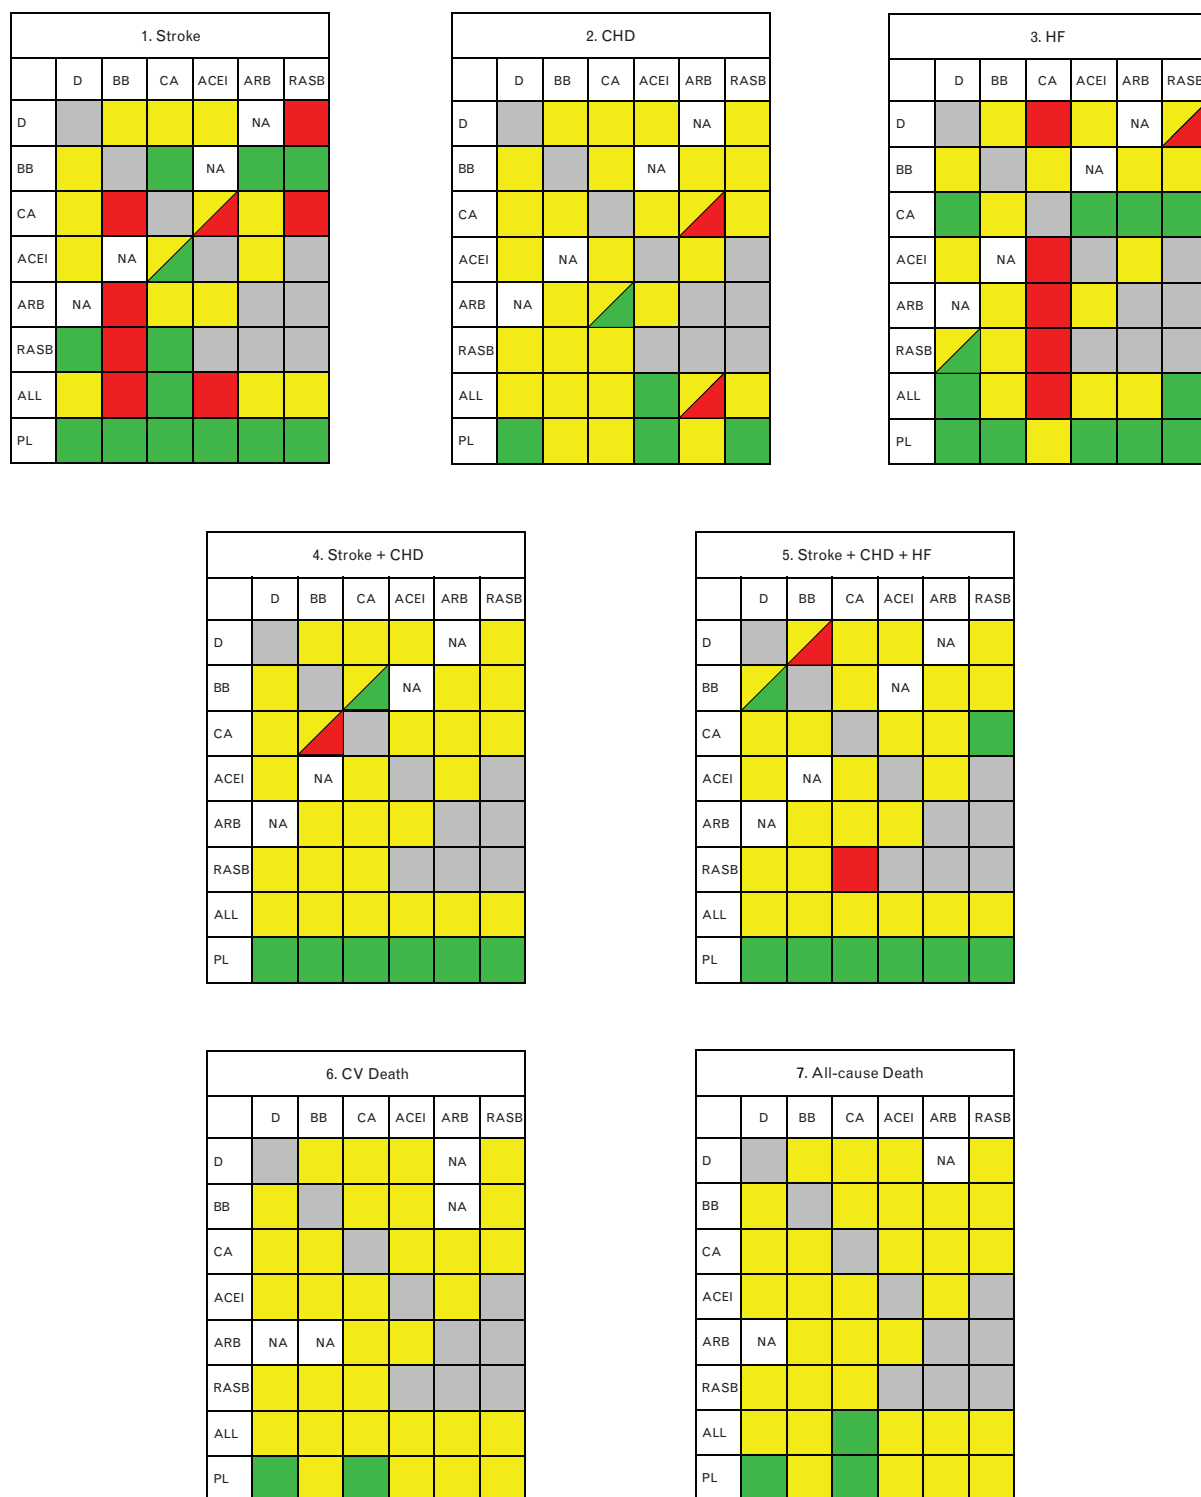 1. Stroke
D BB CA ACEI ARB RASB
D NA
BB NA
CA
ACEI NA
ARB NA
RASB
ALL
PL
2. CHD
D BB CA ACEI ARB RASB
D NA
BB NA
CA
ACEI NA
ARB NA
RASB
ALL
PL
3. HF
D BB CA ACEI ARB RASB
D NA
BB NA
CA
ACEI NA
ARB NA
RASB
ALL
PL
4. Stroke + CHD
D BB CA ACEI ARB RASB
D NA
BB NA
CA
ACEI NA
ARB NA
RASB
ALL
PL
5. Stroke + CHD + HF
D BB CA ACEI ARB RASB
D NA
BB NA
CA
ACEI NA
ARB NA
RASB
ALL
PL
6. CV Death
D BB CA ACEI ARB RASB
D NA
BB NA
CA
ACEI
ARB NA NA
RASB
ALL
PL
7. All-cause Death
D BB CA ACEI ARB RASB
D NA
BB
CA
ACEI
ARB NA
RASB
ALL
PL